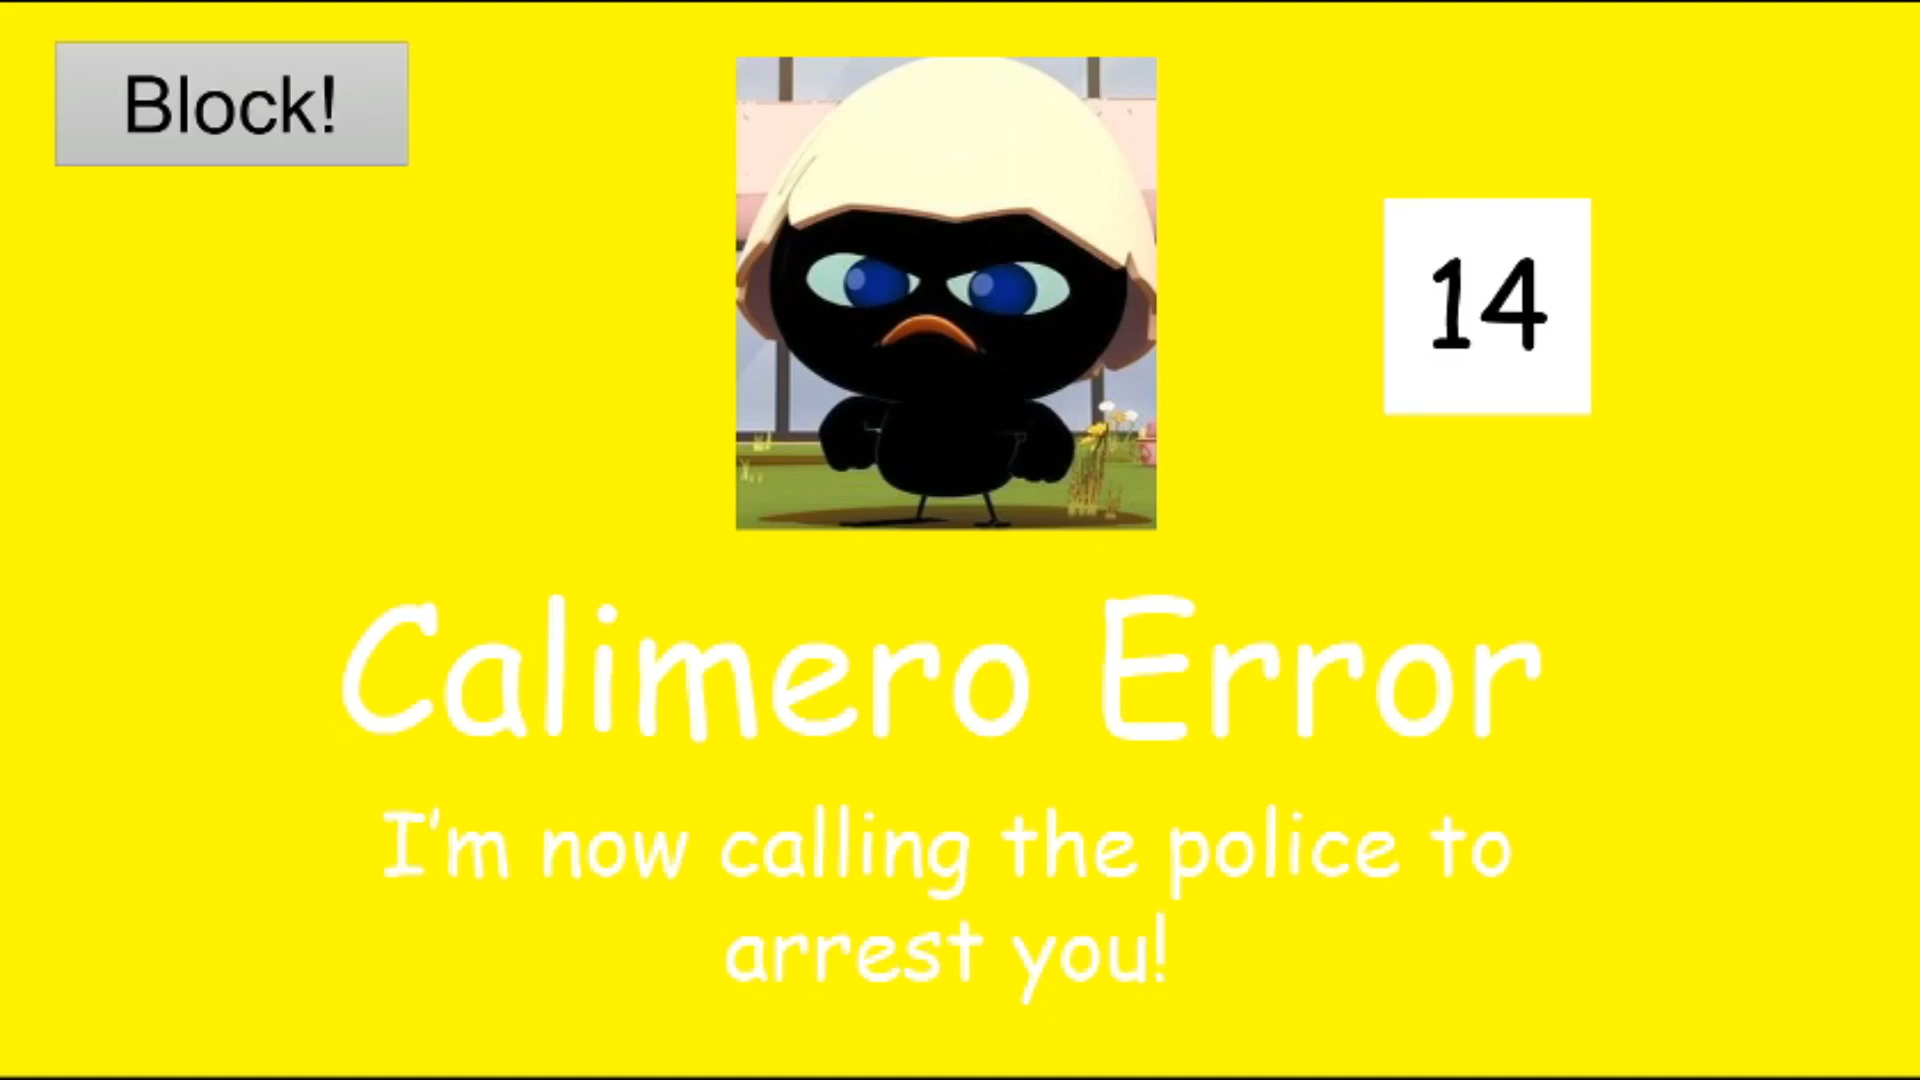 Block!
14
Calimero Error
I'm now calling the police to
arrest you!